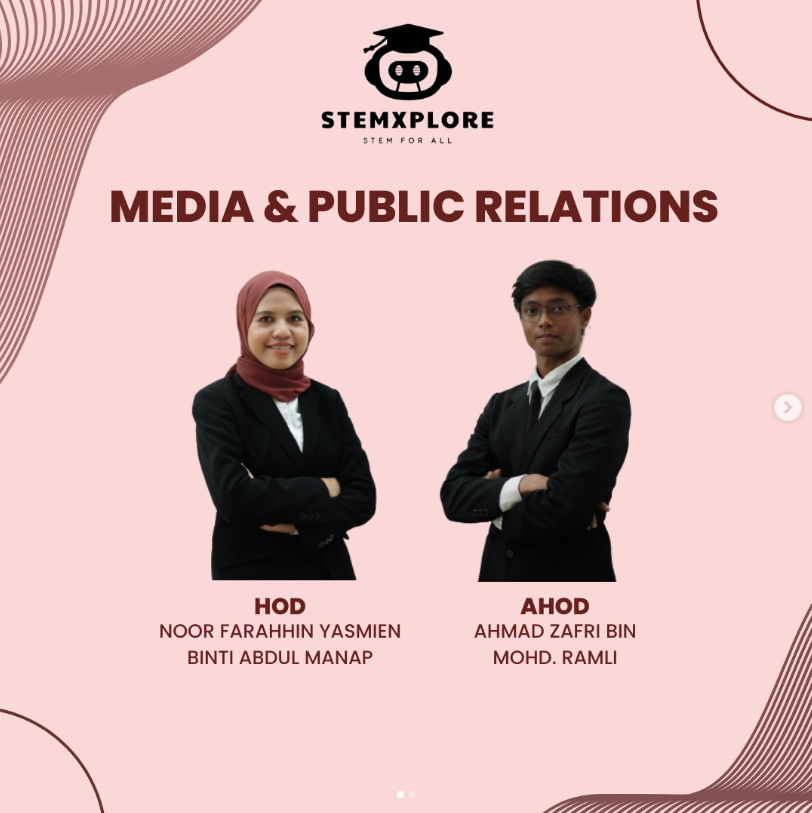 STEMXPLORE
STEM FOR ALL
MEDIA & PUBLIC RELATIONS
HOD
NOOR FARAHHIN YASMIEN
BINTI ABDUL MANAP
AHOD
AHMAD ZAFRI BIN
MOHD. RAMLI